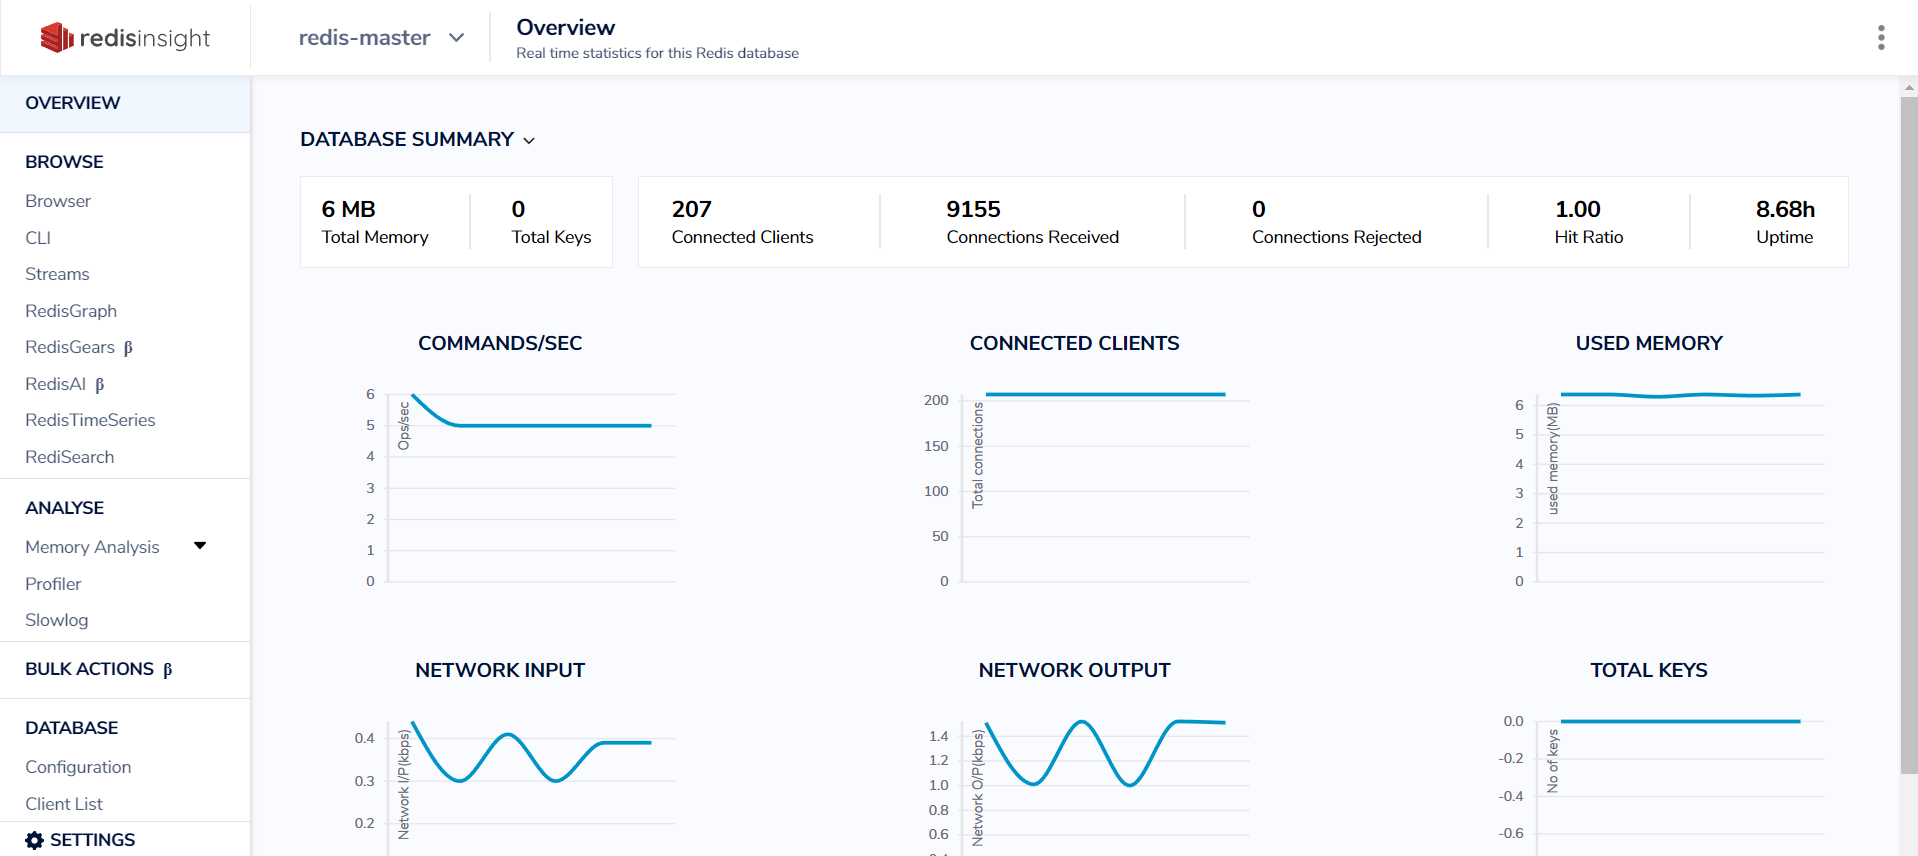 redisinsight
redis-master
Overview
Real time statistics for this Redis database
OVERVIEW
BROWSE
Browser
CLI
Streams
RedisGraph
RedisGears β
RedisAI β
RedisTimeSeries
RediSearch
ANALYSE
Memory Analysis
Profiler
Slowlog
BULK ACTIONS β
DATABASE
Configuration
Client List
SETTINGS
DATABASE SUMMARY
6 MB
Total Memory
0
Total Keys
207
Connected Clients
9155
Connections Received
0
Connections Rejected
1.00
Hit Ratio
8.68h
Uptime
COMMANDS/SEC
6
5
4
3
2
1
0
Ops/sec
CONNECTED CLIENTS
200
150
100
50
0
Total connections
USED MEMORY
6
5
4
3
2
1
0
used memory(MB)
NETWORK INPUT
0.4
0.3
0.2
Network I/P(kbps)
NETWORK OUTPUT
1.4
1.2
1.0
0.8
0.6
Network O/P(kbps)
TOTAL KEYS
0.0
-0.2
-0.4
-0.6
No of keys